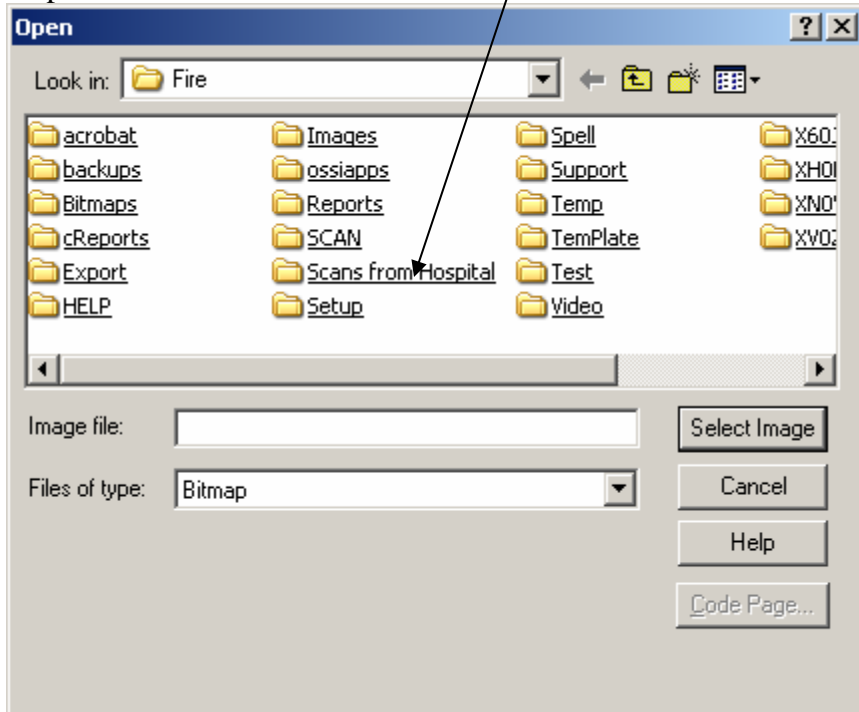 Open
Look in: Fire
acrobat Images Spell
backups ossiapps Support
Bitmaps Reports Temp
cReports SCAN TemPlate
Export Scans from Hospital Test
HELP Setup Video
Image file: Select Image
Files of type: Bitmap Cancel
Help
Code Page...